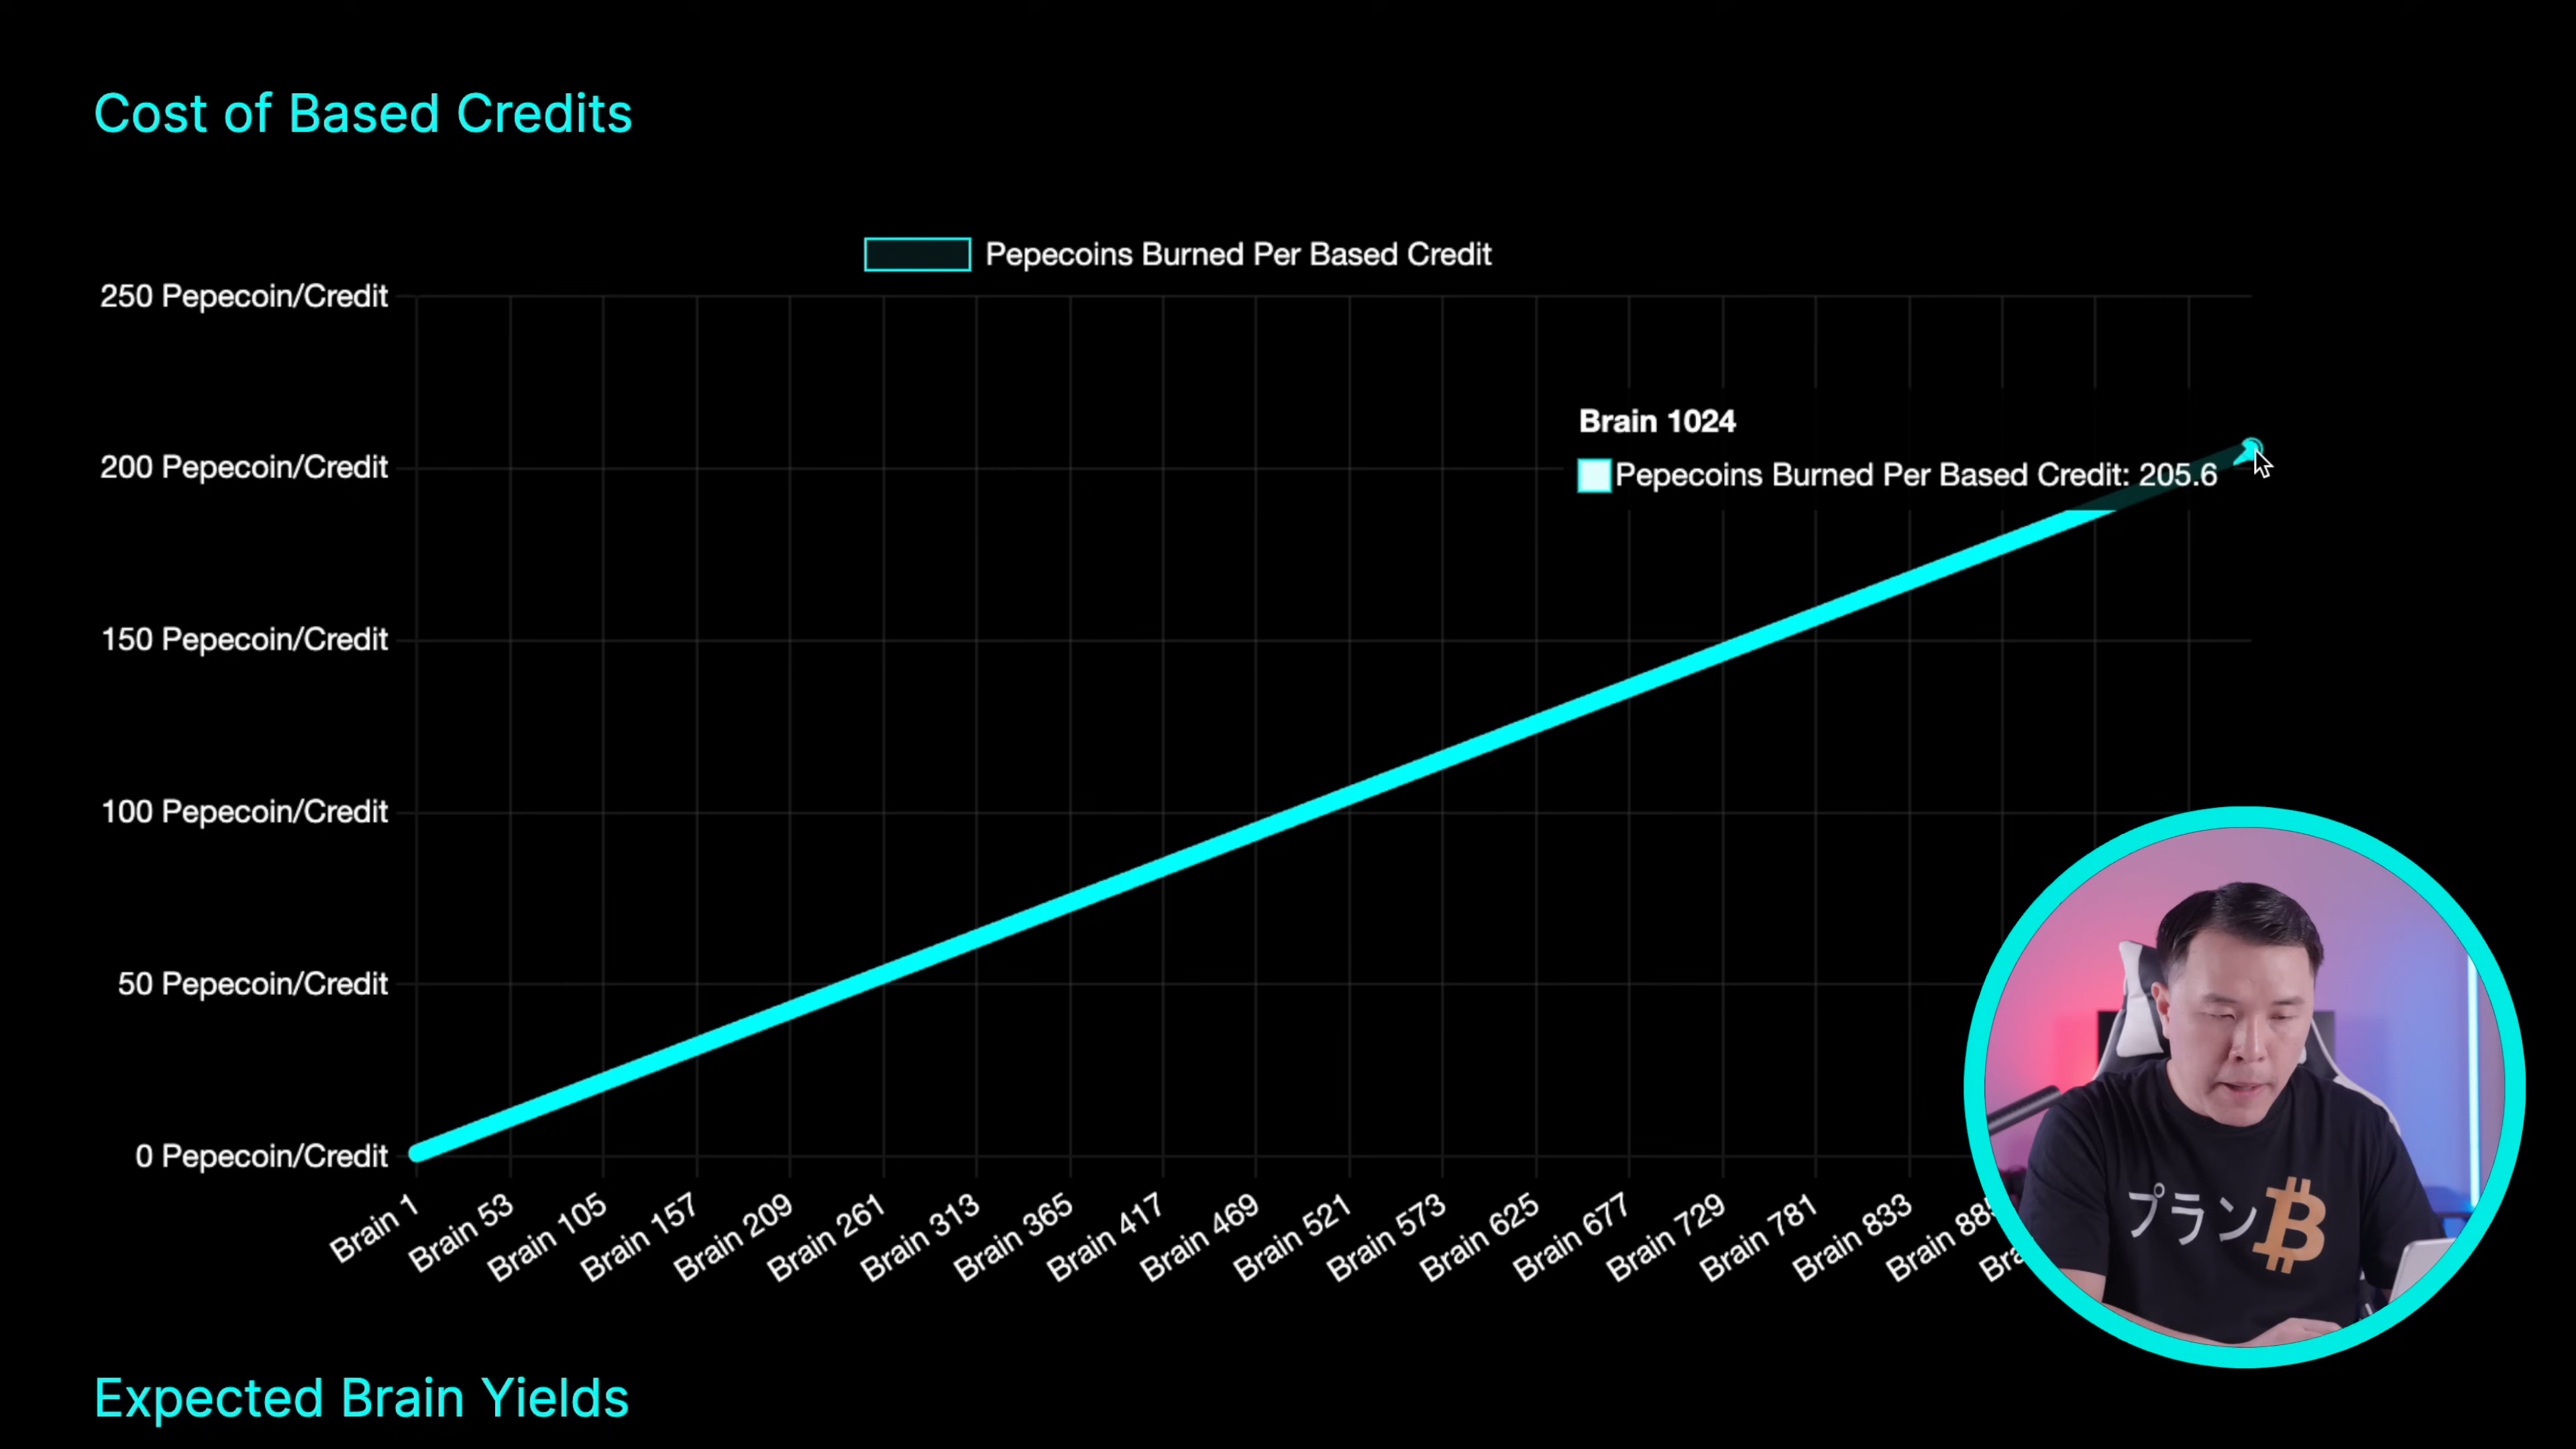 Cost of Based Credits
Pepecoins Burned Per Based Credit
250 Pepecoin/Credit
200 Pepecoin/Credit
150 Pepecoin/Credit
100 Pepecoin/Credit
50 Pepecoin/Credit
0 Pepecoin/Credit
Brain 1024
Pepecoins Burned Per Based Credit: 205.6
Brain 1
Brain 53
Brain 105
Brain 157
Brain 209
Brain 261
Brain 313
Brain 365
Brain 417
Brain 469
Brain 521
Brain 573
Brain 625
Brain 677
Brain 729
Brain 781
Brain 833
Brain 885
プランB
Expected Brain Yields